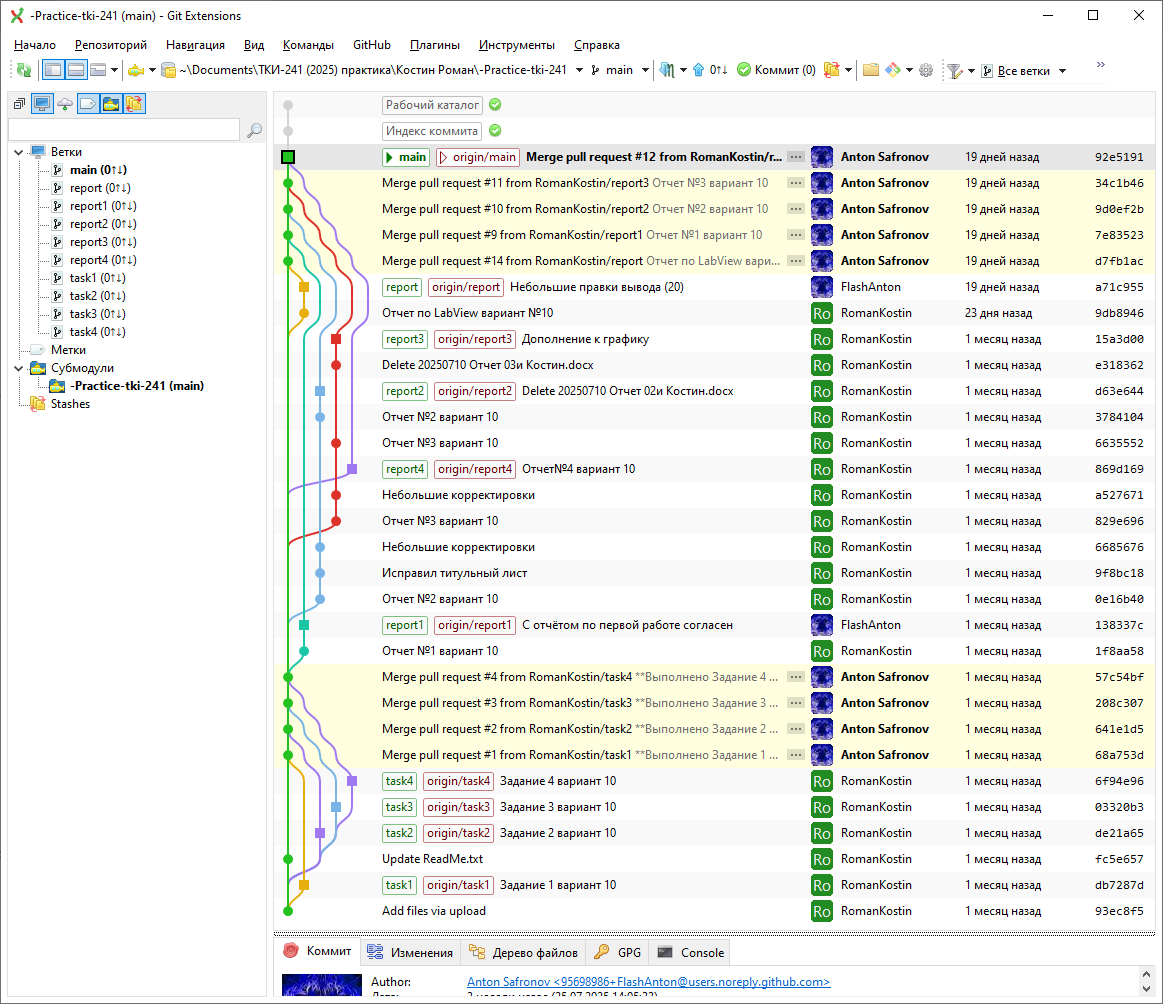 -Practice-tki-241 (main) - Git Extensions
Начало Репозиторий Навигация Вид Команды GitHub Плагины Инструменты Справка
~\Documents\ТКИ-241 (2025) практика\Костин Роман\-Practice-tki-241 main 0↑↓ Коммит (0) Все ветки »
Ветки
main (0↑↓)
report (0↑↓)
report1 (0↑↓)
report2 (0↑↓)
report3 (0↑↓)
report4 (0↑↓)
task1 (0↑↓)
task2 (0↑↓)
task3 (0↑↓)
task4 (0↑↓)
Метки
Субмодули
-Practice-tki-241 (main)
Stashes
Рабочий каталог
Индекс коммита
main origin/main Merge pull request #12 from RomanKostin/r... Anton Safronov 19 дней назад 92e5191
Merge pull request #11 from RomanKostin/report3 Отчет №3 вариант 10 Anton Safronov 19 дней назад 34c1b46
Merge pull request #10 from RomanKostin/report2 Отчет №2 вариант 10 Anton Safronov 19 дней назад 9d0ef2b
Merge pull request #9 from RomanKostin/report1 Отчет №1 вариант 10 Anton Safronov 19 дней назад 7e83523
Merge pull request #14 from RomanKostin/report Отчет по LabView вари... Anton Safronov 19 дней назад d7fb1ac
report origin/report Небольшие правки вывода (20) FlashAnton 19 дней назад a71c955
Отчет по LabView вариант №10 Ro RomanKostin 23 дня назад 9db8946
report3 origin/report3 Дополнение к графику Ro RomanKostin 1 месяц назад 15a3d00
Delete 20250710 Отчет 03и Костин.docx Ro RomanKostin 1 месяц назад e318362
report2 origin/report2 Delete 20250710 Отчет 02и Костин.docx Ro RomanKostin 1 месяц назад d63e644
Отчет №2 вариант 10 Ro RomanKostin 1 месяц назад 3784104
Отчет №3 вариант 10 Ro RomanKostin 1 месяц назад 6635552
report4 origin/report4 Отчет№4 вариант 10 Ro RomanKostin 1 месяц назад 869d169
Небольшие корректировки Ro RomanKostin 1 месяц назад a527671
Отчет №3 вариант 10 Ro RomanKostin 1 месяц назад 829e696
Небольшие корректировки Ro RomanKostin 1 месяц назад 6685676
Исправил титульный лист Ro RomanKostin 1 месяц назад 9f8bc18
Отчет №2 вариант 10 Ro RomanKostin 1 месяц назад 0e16b40
report1 origin/report1 С отчётом по первой работе согласен FlashAnton 1 месяц назад 138337c
Отчет №1 вариант 10 Ro RomanKostin 1 месяц назад 1f8aa58
Merge pull request #4 from RomanKostin/task4 **Выполнено Задание 4 ... Anton Safronov 1 месяц назад 57c54bf
Merge pull request #3 from RomanKostin/task3 **Выполнено Задание 3 ... Anton Safronov 1 месяц назад 208c307
Merge pull request #2 from RomanKostin/task2 **Выполнено Задание 2 ... Anton Safronov 1 месяц назад 641e1d5
Merge pull request #1 from RomanKostin/task1 **Выполнено Задание 1 ... Anton Safronov 1 месяц назад 68a753d
task4 origin/task4 Задание 4 вариант 10 Ro RomanKostin 1 месяц назад 6f94e96
task3 origin/task3 Задание 3 вариант 10 Ro RomanKostin 1 месяц назад 03320b3
task2 origin/task2 Задание 2 вариант 10 Ro RomanKostin 1 месяц назад de21a65
Update ReadMe.txt Ro RomanKostin 1 месяц назад fc5e657
task1 origin/task1 Задание 1 вариант 10 Ro RomanKostin 1 месяц назад db7287d
Add files via upload Ro RomanKostin 1 месяц назад 93ec8f5
Коммит Изменения Дерево файлов GPG Console
Author: Anton Safronov <95698986+FlashAnton@users.noreply.github.com>